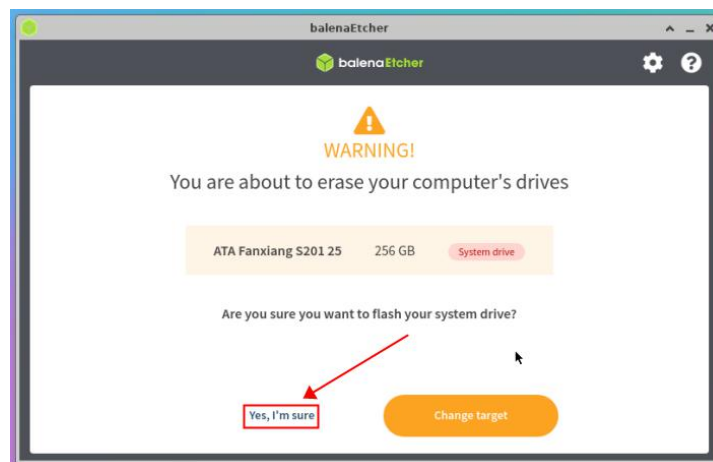 balenaEtcher
balenaEtcher
WARNING!
You are about to erase your computer's drives
ATA Fanxiang S201 25 256 GB System drive
Are you sure you want to flash your system drive?
Yes, I'm sure Change target